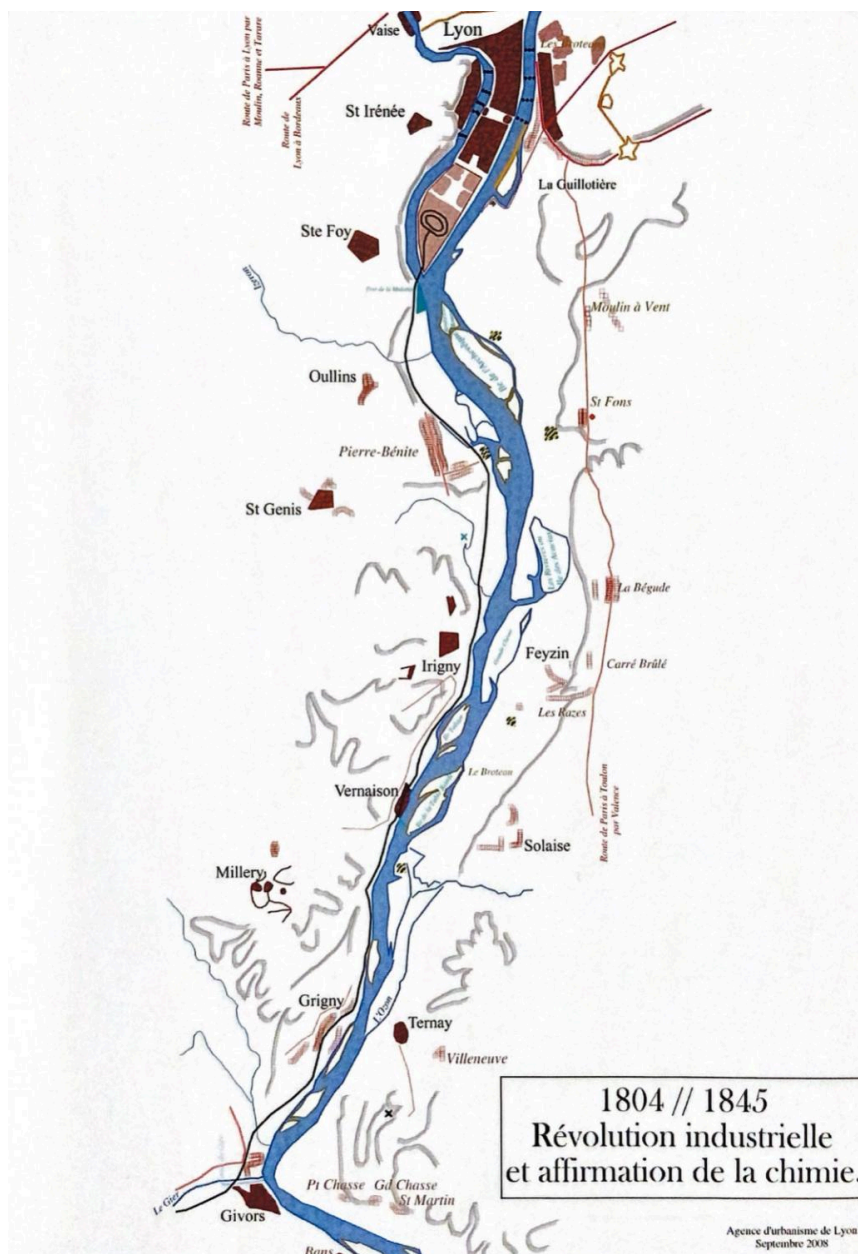 Vaise
Lyon
Les Broteaux
Route de Paris à Lyon par
Moulin, Roanne et Tarare
Route de
Lyon à Bordeaux
St Irénée
La Guillotière
Ste Foy
Moulin à Vent
Oullins
St Fons
Pierre-Bénite
St Genis
La Bégude
Irigny
Feyzin
Carré Brûlé
Les Razes
Le Broteau
Vernaison
Route de Paris à Toulon
par Valence
Solaise
Millery
Grigny
L'Ozon
Ternay
Villeneuve
Le Gier
Givors
Pt Chasse
Gd Chasse
St Martin
Bans
1804 // 1845
Révolution industrielle
et affirmation de la chimie.
Agence d'urbanisme de Lyon
Septembre 2008